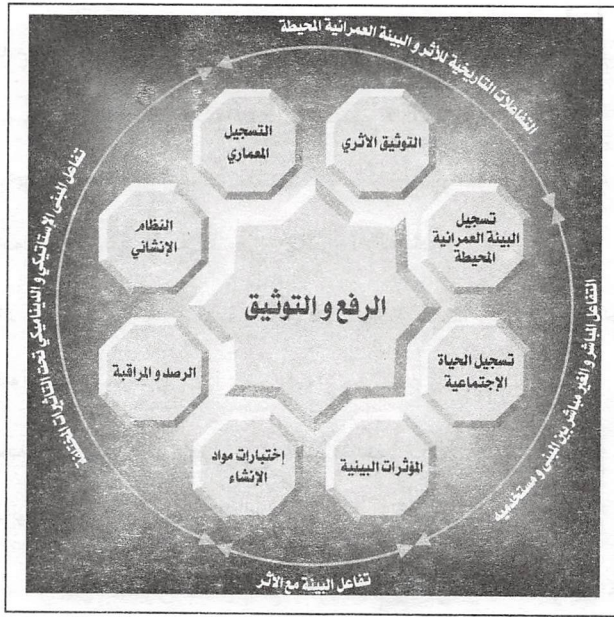 التفاعلات التاريخية للأثر و البيئة العمرانية المحيطة
التوثيق الأثري
التسجيل
المعماري
تسجيل
البيئة العمرانية
المحيطة
النظام
الإنشائي
الرفع و التوثيق
تسجيل الحياة
الإجتماعية
الرصد و المراقبة
المؤثرات البيئية
إختبارات مواد
الإنشاء
التفاعل المباشر و الغير مباشر بين المبنى و مستخدميه
تفاعل المبنى الإستاتيكي و الديناميكي تحت التأثيرات المختلفة
تفاعل البيئة مع الأثر